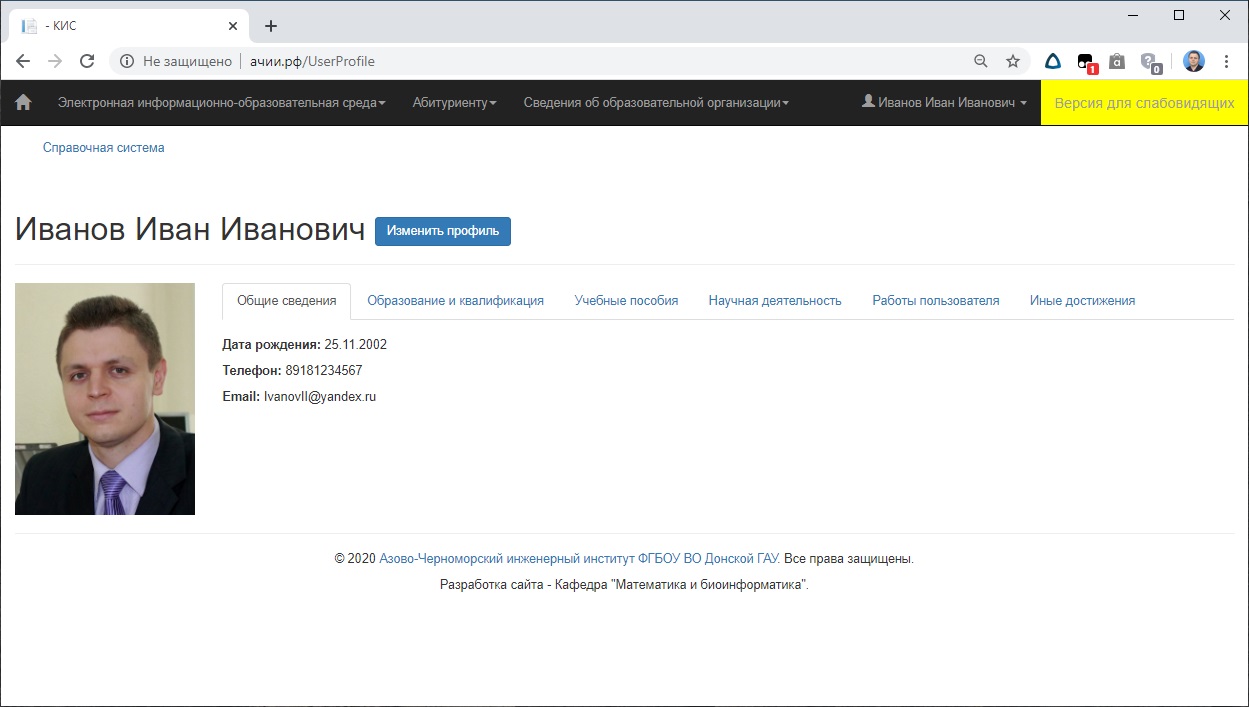 - КИС
Не защищено
ачии.рф/UserProfile
1
0
Электронная информационно-образовательная среда
Абитуриенту
Сведения об образовательной организации
Иванов Иван Иванович
Версия для слабовидящих
Справочная система
Иванов Иван Иванович
Изменить профиль
Общие сведения
Образование и квалификация
Учебные пособия
Научная деятельность
Работы пользователя
Иные достижения
Дата рождения: 25.11.2002
Телефон: 89181234567
Email: IvanovII@yandex.ru
© 2020 Азово-Черноморский инженерный институт ФГБОУ ВО Донской ГАУ. Все права защищены.
Разработка сайта - Кафедра "Математика и биоинформатика".